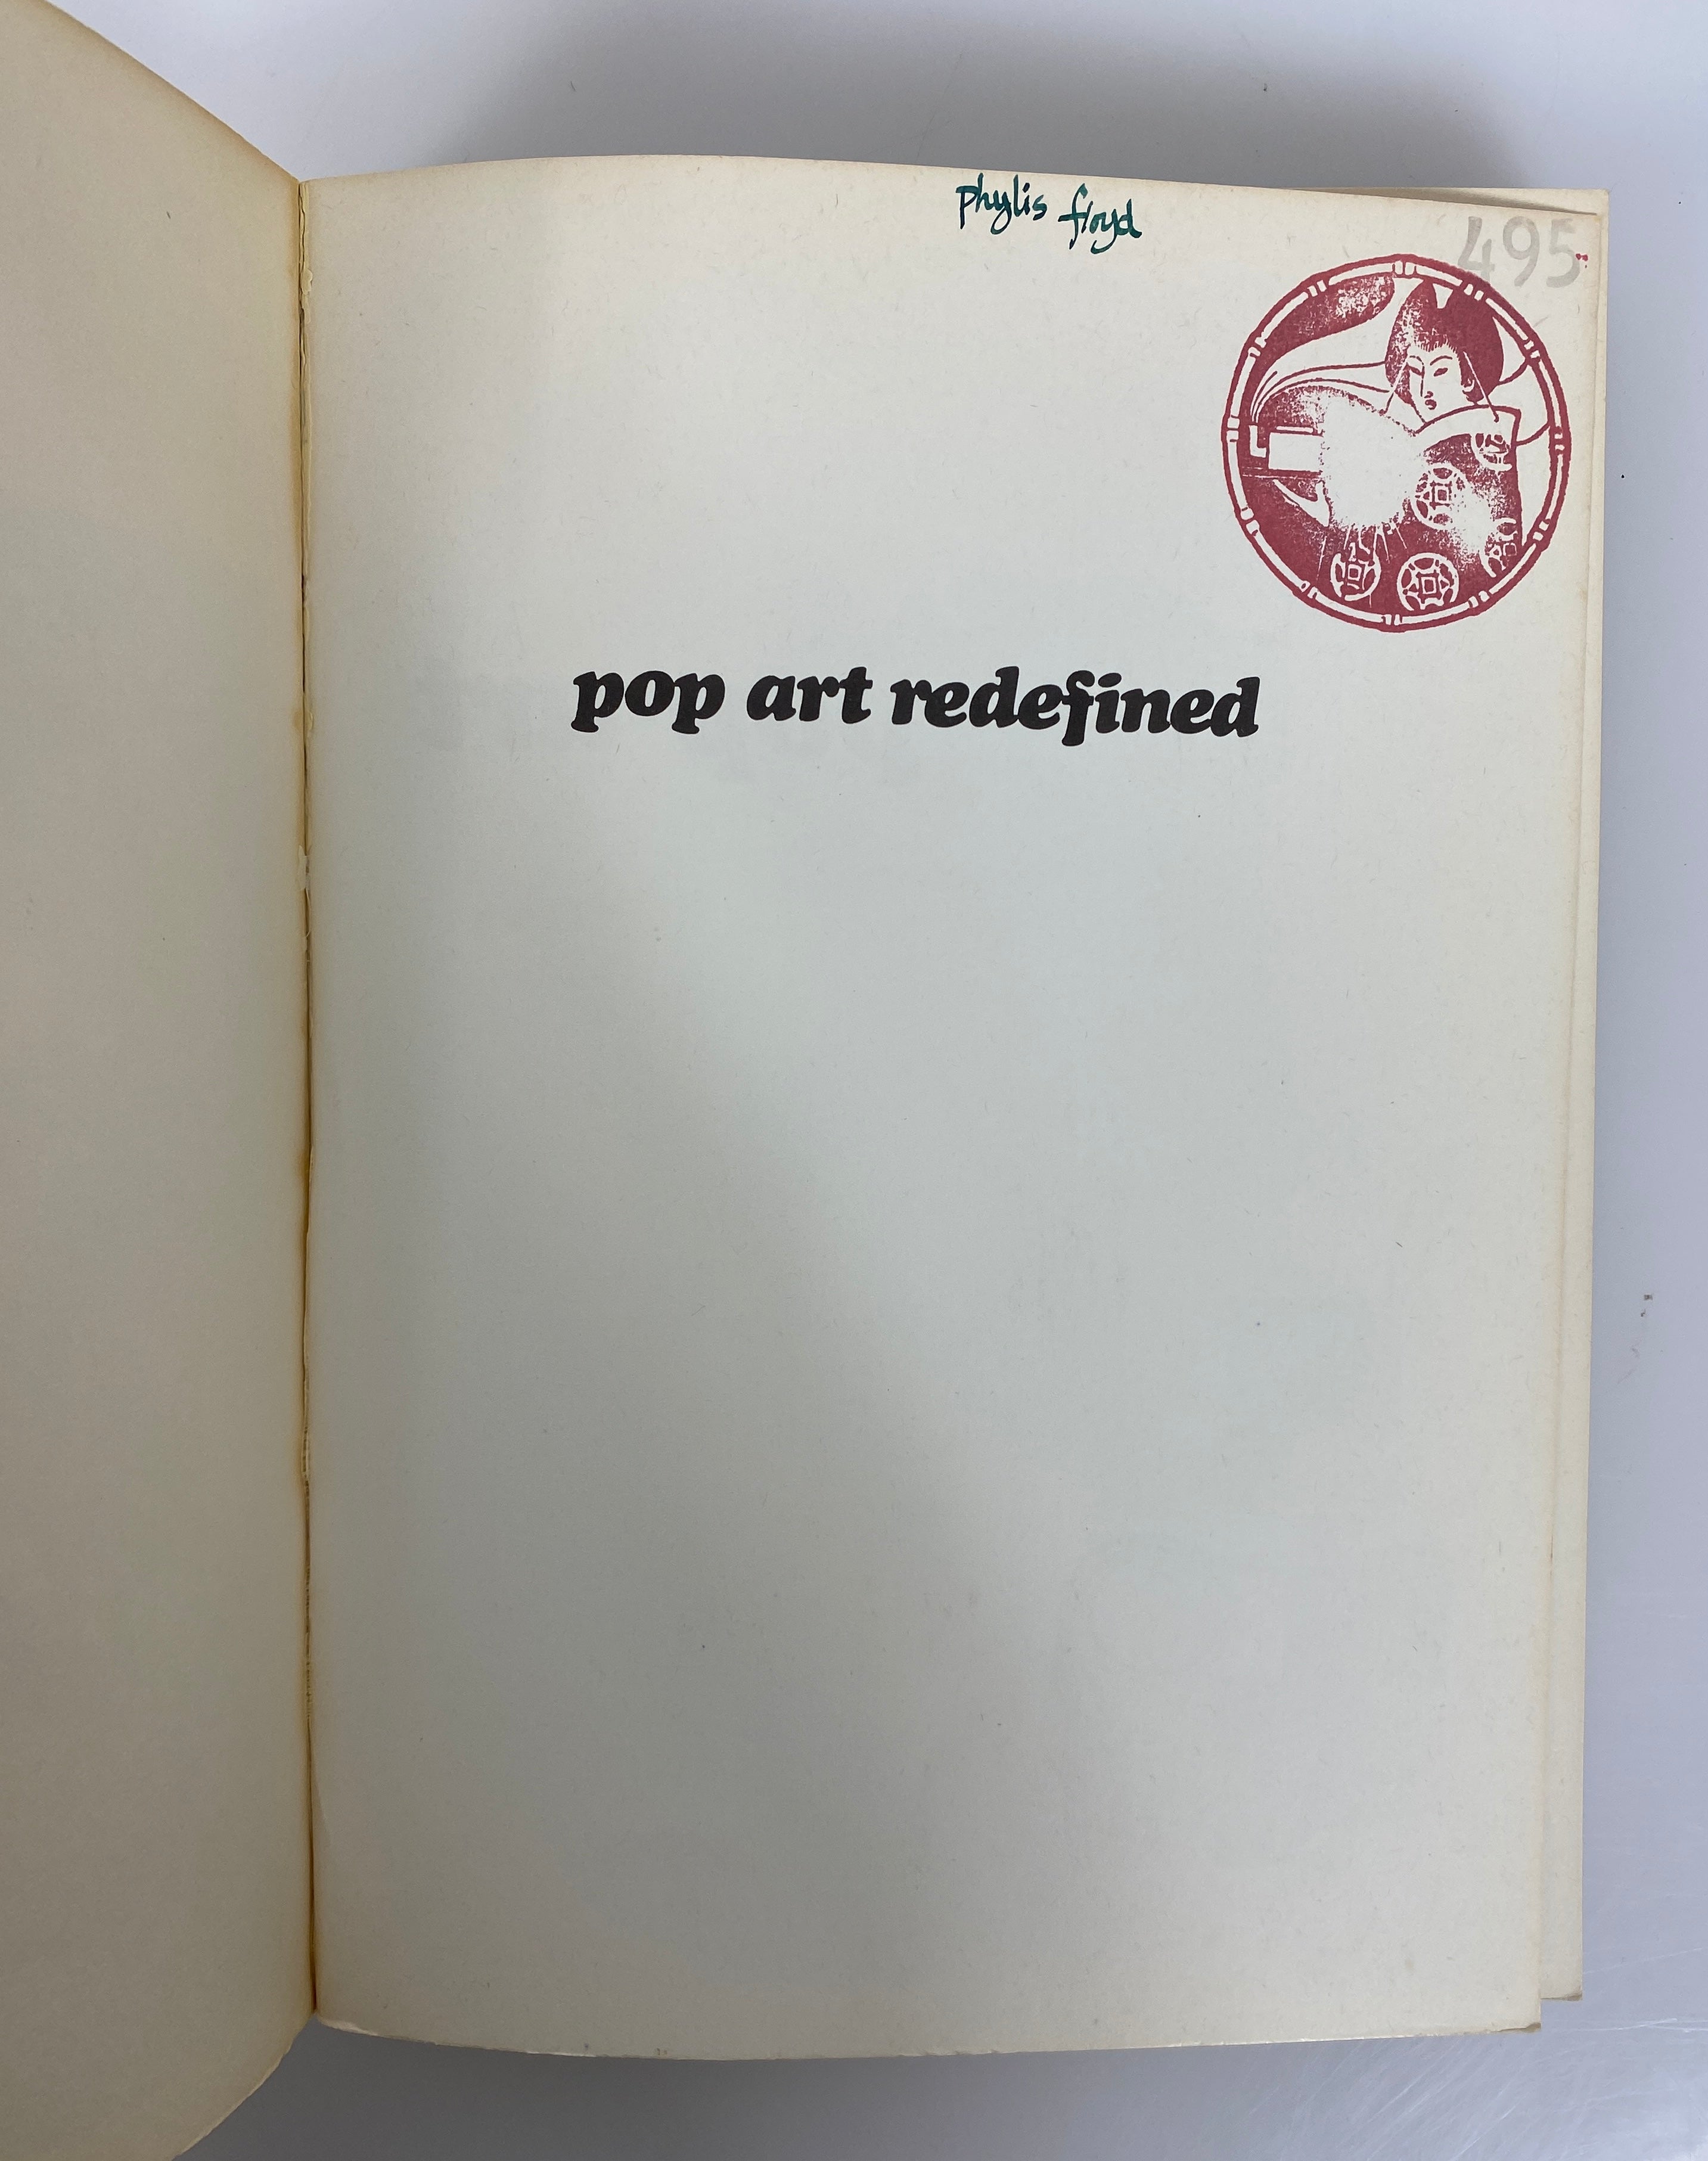 phylis floyd
495
pop art redefined